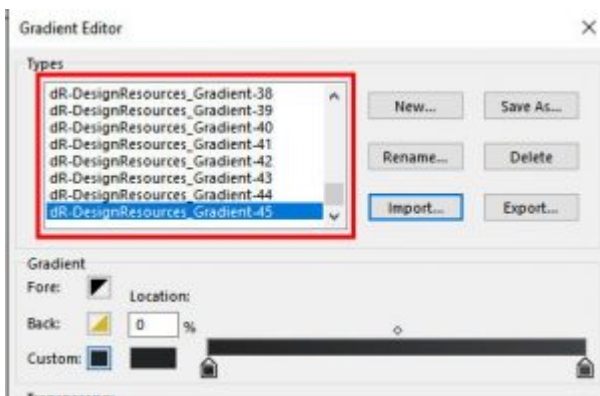 Gradient Editor
Types
dR-DesignResources_Gradient-38
dR-DesignResources_Gradient-39
dR-DesignResources_Gradient-40
dR-DesignResources_Gradient-41
dR-DesignResources_Gradient-42
dR-DesignResources_Gradient-43
dR-DesignResources_Gradient-44
dR-DesignResources_Gradient-45
New... Save As...
Rename... Delete
Import... Export...
Gradient
Fore: Location:
Back: 0 %
Custom: